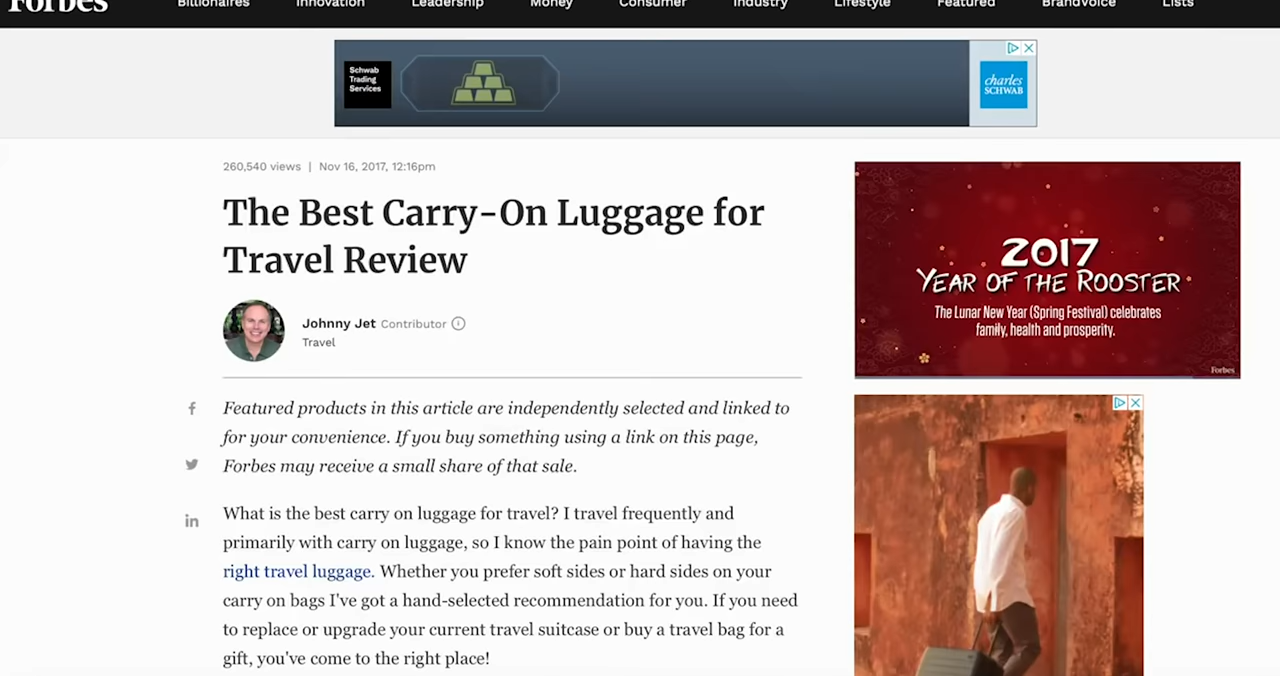 Forbes
Billionaires Innovation Leadership Money Consumer Industry Lifestyle Featured BrandVoice Lists
Schwab
Trading
Services
charles
SCHWAB
260,540 views | Nov 16, 2017, 12:16pm
The Best Carry-On Luggage for
Travel Review
Johnny Jet Contributor
Travel
Featured products in this article are independently selected and linked to
for your convenience. If you buy something using a link on this page,
Forbes may receive a small share of that sale.
What is the best carry on luggage for travel? I travel frequently and
primarily with carry on luggage, so I know the pain point of having the
right travel luggage. Whether you prefer soft sides or hard sides on your
carry on bags I've got a hand-selected recommendation for you. If you need
to replace or upgrade your current travel suitcase or buy a travel bag for a
gift, you've come to the right place!
2017
YEAR OF THE ROOSTER
The Lunar New Year (Spring Festival) celebrates
family, health and prosperity.
Forbes